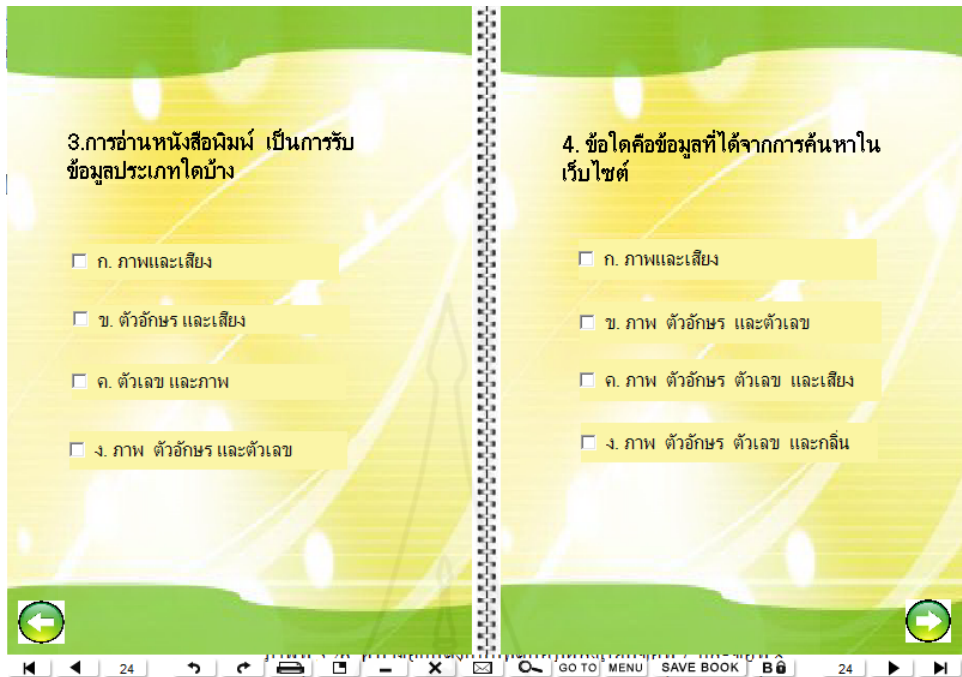 3.การอ่านหนังสือพิมพ์ เป็นการรับ
ข้อมูลประเภทใดบ้าง
ก. ภาพและเสียง
ข. ตัวอักษร และเสียง
ค. ตัวเลข และภาพ
ง. ภาพ ตัวอักษร และตัวเลข
4. ข้อใดคือข้อมูลที่ได้จากการค้นหาใน
เว็บไซต์
ก. ภาพและเสียง
ข. ภาพ ตัวอักษร และตัวเลข
ค. ภาพ ตัวอักษร ตัวเลข และเสียง
ง. ภาพ ตัวอักษร ตัวเลข และกลิ่น
24 GO TO MENU SAVE BOOK B 24